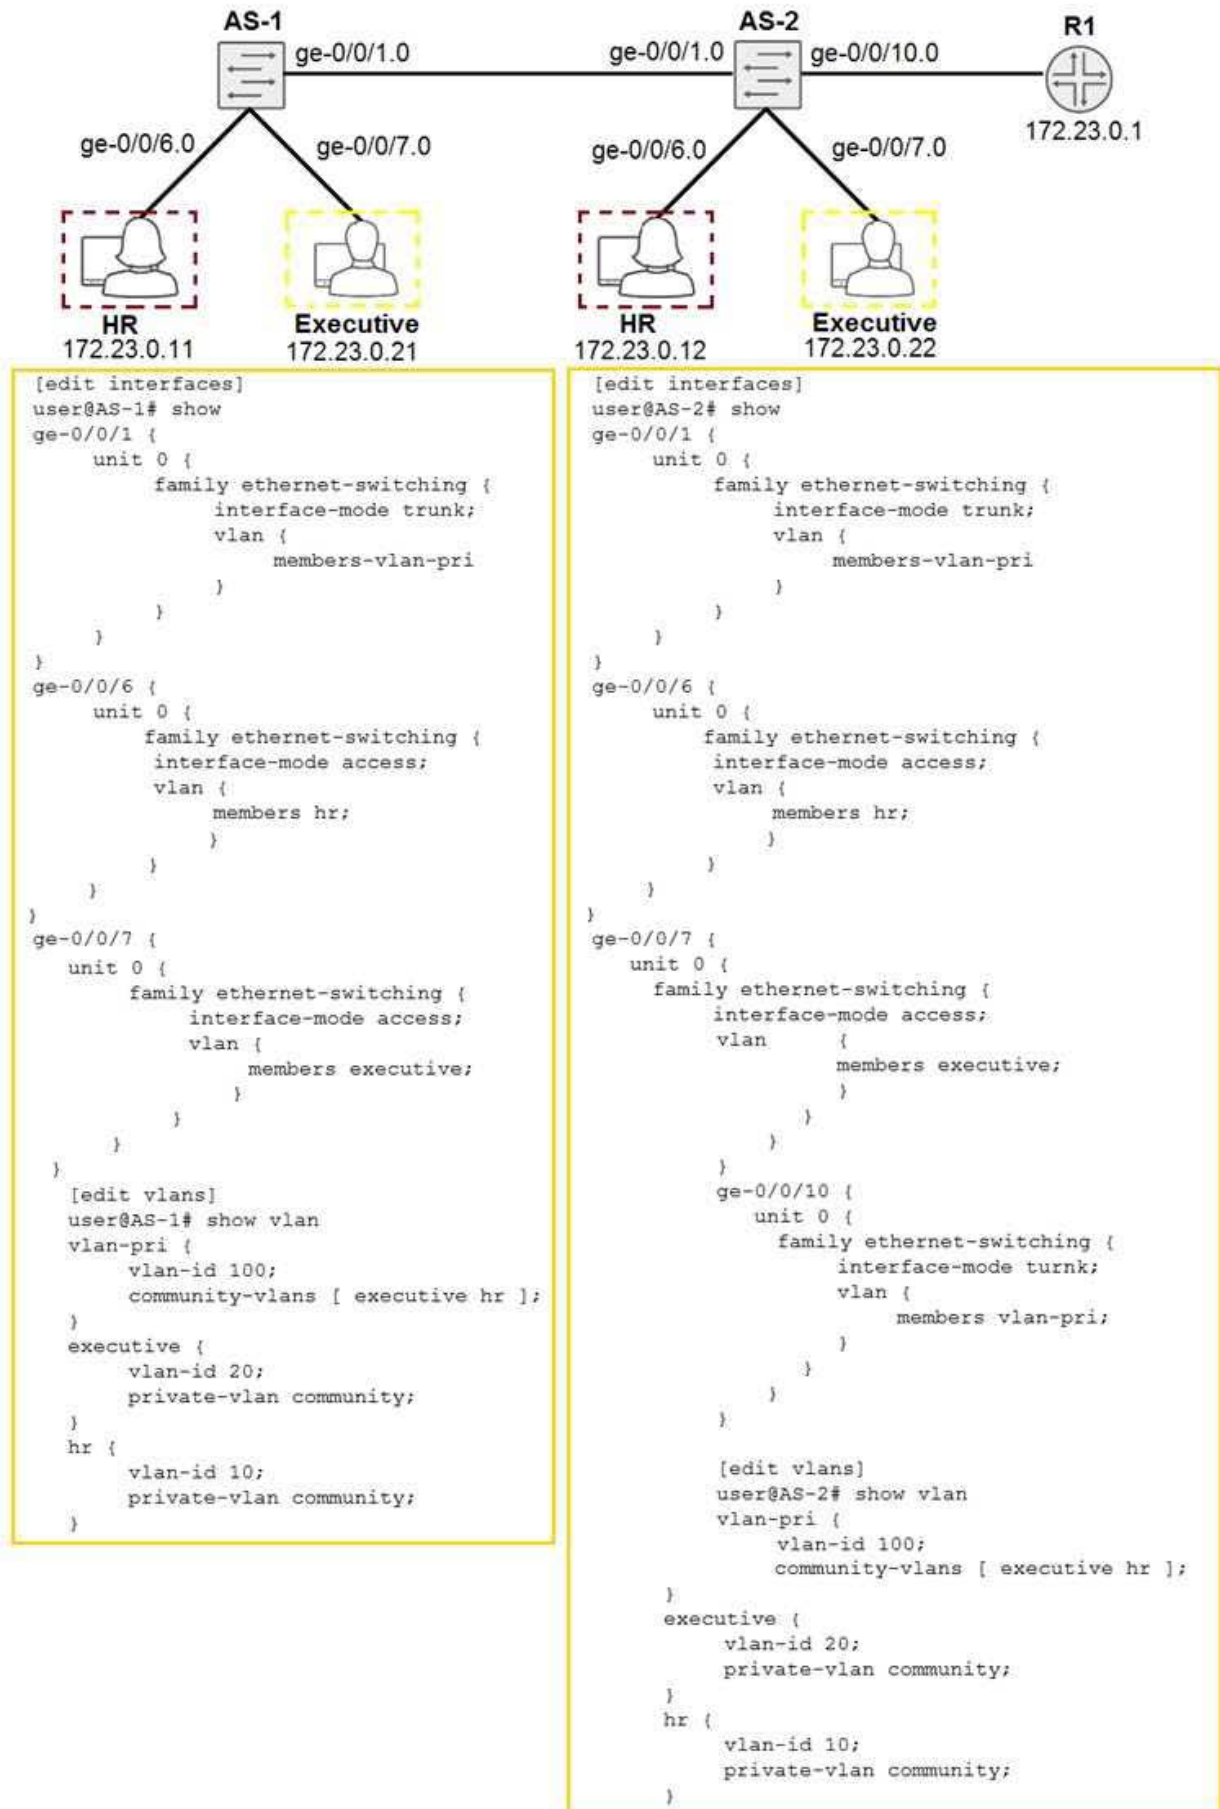 AS-1
AS-2
R1
ge-0/0/1.0
ge-0/0/1.0
ge-0/0/10.0
172.23.0.1
ge-0/0/6.0
ge-0/0/7.0
ge-0/0/6.0
ge-0/0/7.0
HR
172.23.0.11
Executive
172.23.0.21
HR
172.23.0.12
Executive
172.23.0.22
[edit interfaces]
user@AS-1# show
ge-0/0/1 {
unit 0 {
family ethernet-switching {
interface-mode trunk;
vlan {
members-vlan-pri
}
}
}
}
ge-0/0/6 {
unit 0 {
family ethernet-switching {
interface-mode access;
vlan {
members hr;
}
}
}
}
ge-0/0/7 {
unit 0 {
family ethernet-switching {
interface-mode access;
vlan {
members executive;
}
}
}
}
[edit vlans]
user@AS-1# show vlan
vlan-pri {
vlan-id 100;
community-vlans [ executive hr ];
}
executive {
vlan-id 20;
private-vlan community;
}
hr {
vlan-id 10;
private-vlan community;
}
[edit interfaces]
user@AS-2# show
ge-0/0/1 {
unit 0 {
family ethernet-switching {
interface-mode trunk;
vlan {
members-vlan-pri
}
}
}
}
ge-0/0/6 {
unit 0 {
family ethernet-switching {
interface-mode access;
vlan {
members hr;
}
}
}
}
ge-0/0/7 {
unit 0 {
family ethernet-switching {
interface-mode access;
vlan {
members executive;
}
}
}
}
ge-0/0/10 {
unit 0 {
family ethernet-switching {
interface-mode turnk;
vlan {
members vlan-pri;
}
}
}
}
[edit vlans]
user@AS-2# show vlan
vlan-pri {
vlan-id 100;
community-vlans [ executive hr ];
}
executive {
vlan-id 20;
private-vlan community;
}
hr {
vlan-id 10;
private-vlan community;
}